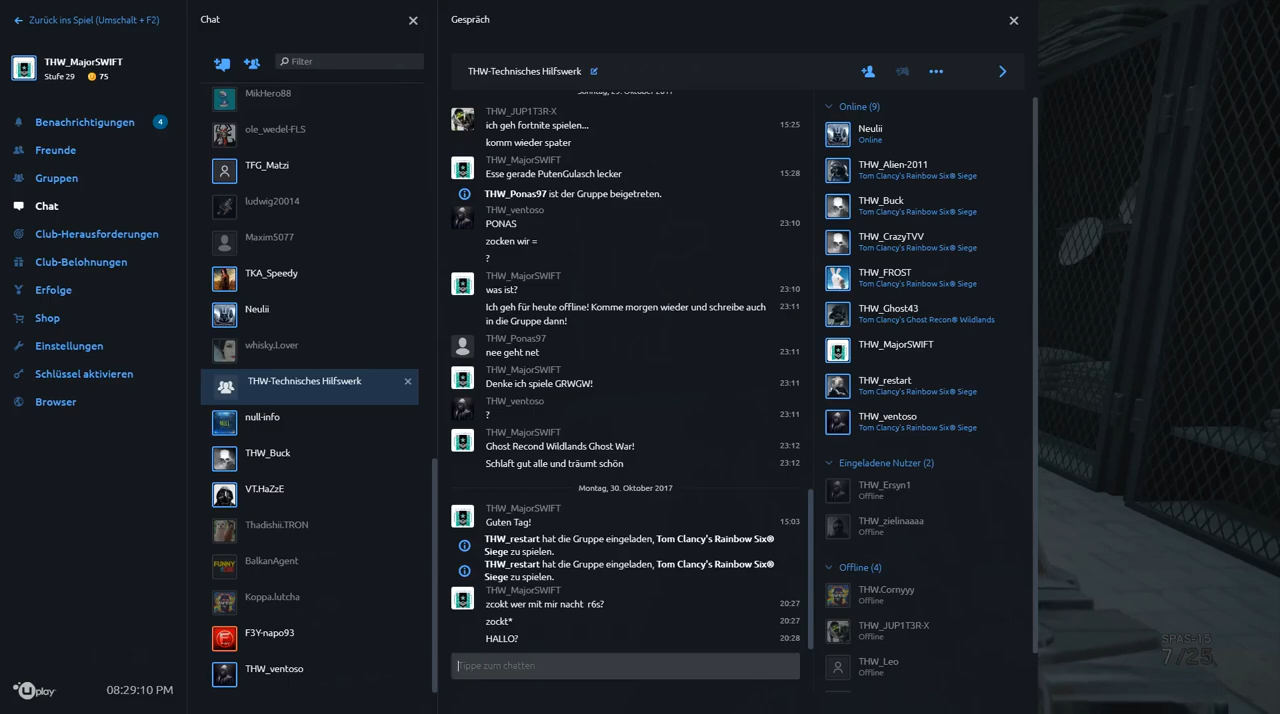 Zurück ins Spiel (Umschalt + F2)
THW_MajorSWIFT
Stufe 29 75
Benachrichtigungen 4
Freunde
Gruppen
Chat
Club-Herausforderungen
Club-Belohnungen
Erfolge
Shop
Einstellungen
Schlüssel aktivieren
Browser
Uplay 08:29:10 PM
Chat
Filter
MikHero88
ole_wedel-FLS
TFG_Matzi
ludwig20014
Maxim5077
TKA_Speedy
Neulii
whisky.l.over
THW-Technisches Hilfswerk
null-info
THW_Buck
VT.HaZzE
Thadishii.TRON
BalkanAgent
Koppa.lutcha
F3Y-napo93
THW_ventoso
Gespräch
THW-Technisches Hilfswerk
Oktober 2017
THW_JUP1T3R-X
ich geh fortnite spielen... 15:25
komm wieder spater
THW_MajorSWIFT
Esse gerade PutenGulasch lecker 15:28
THW_Ponas97 ist der Gruppe beigetreten.
THW_ventoso
PONAS 23:10
zocken wir =
?
THW_MajorSWIFT
was ist? 23:10
Ich geh für heute offline! Komme morgen wieder und schreibe auch 23:11
in die Gruppe dann!
THW_Ponas97
nee geht net 23:11
THW_MajorSWIFT
Denke ich spiele GRWGW! 23:11
THW_ventoso
? 23:11
THW_MajorSWIFT
Ghost Recond Wildlands Ghost War! 23:12
Schlaft gut alle und träumt schön 23:12
Montag, 30. Oktober 2017
THW_MajorSWIFT
Guten Tag! 15:03
THW_restart hat die Gruppe eingeladen, Tom Clancy's Rainbow Six®
Siege zu spielen.
THW_restart hat die Gruppe eingeladen, Tom Clancy's Rainbow Six®
Siege zu spielen.
THW_MajorSWIFT
zcokt wer mit mir nacht r6s? 20:27
zockt* 20:27
HALLO? 20:28
Tippe zum chatten
Online (9)
Neulii
Online
THW_Alien-2011
Tom Clancy's Rainbow Six® Siege
THW_Buck
Tom Clancy's Rainbow Six® Siege
THW_CrazyTVV
Tom Clancy's Rainbow Six® Siege
THW_FROST
Tom Clancy's Rainbow Six® Siege
THW_Ghost43
Tom Clancy's Ghost Recon® Wildlands
THW_MajorSWIFT
THW_restart
Tom Clancy's Rainbow Six® Siege
THW_ventoso
Tom Clancy's Rainbow Six® Siege
Eingeladene Nutzer (2)
THW_Ersyn1
Offline
THW_zielinaaaa
Offline
Offline (4)
THW.Cornyyy
Offline
THW_JUP1T3R-X
Offline
THW_Leo
Offline
SPAS-15
7/25